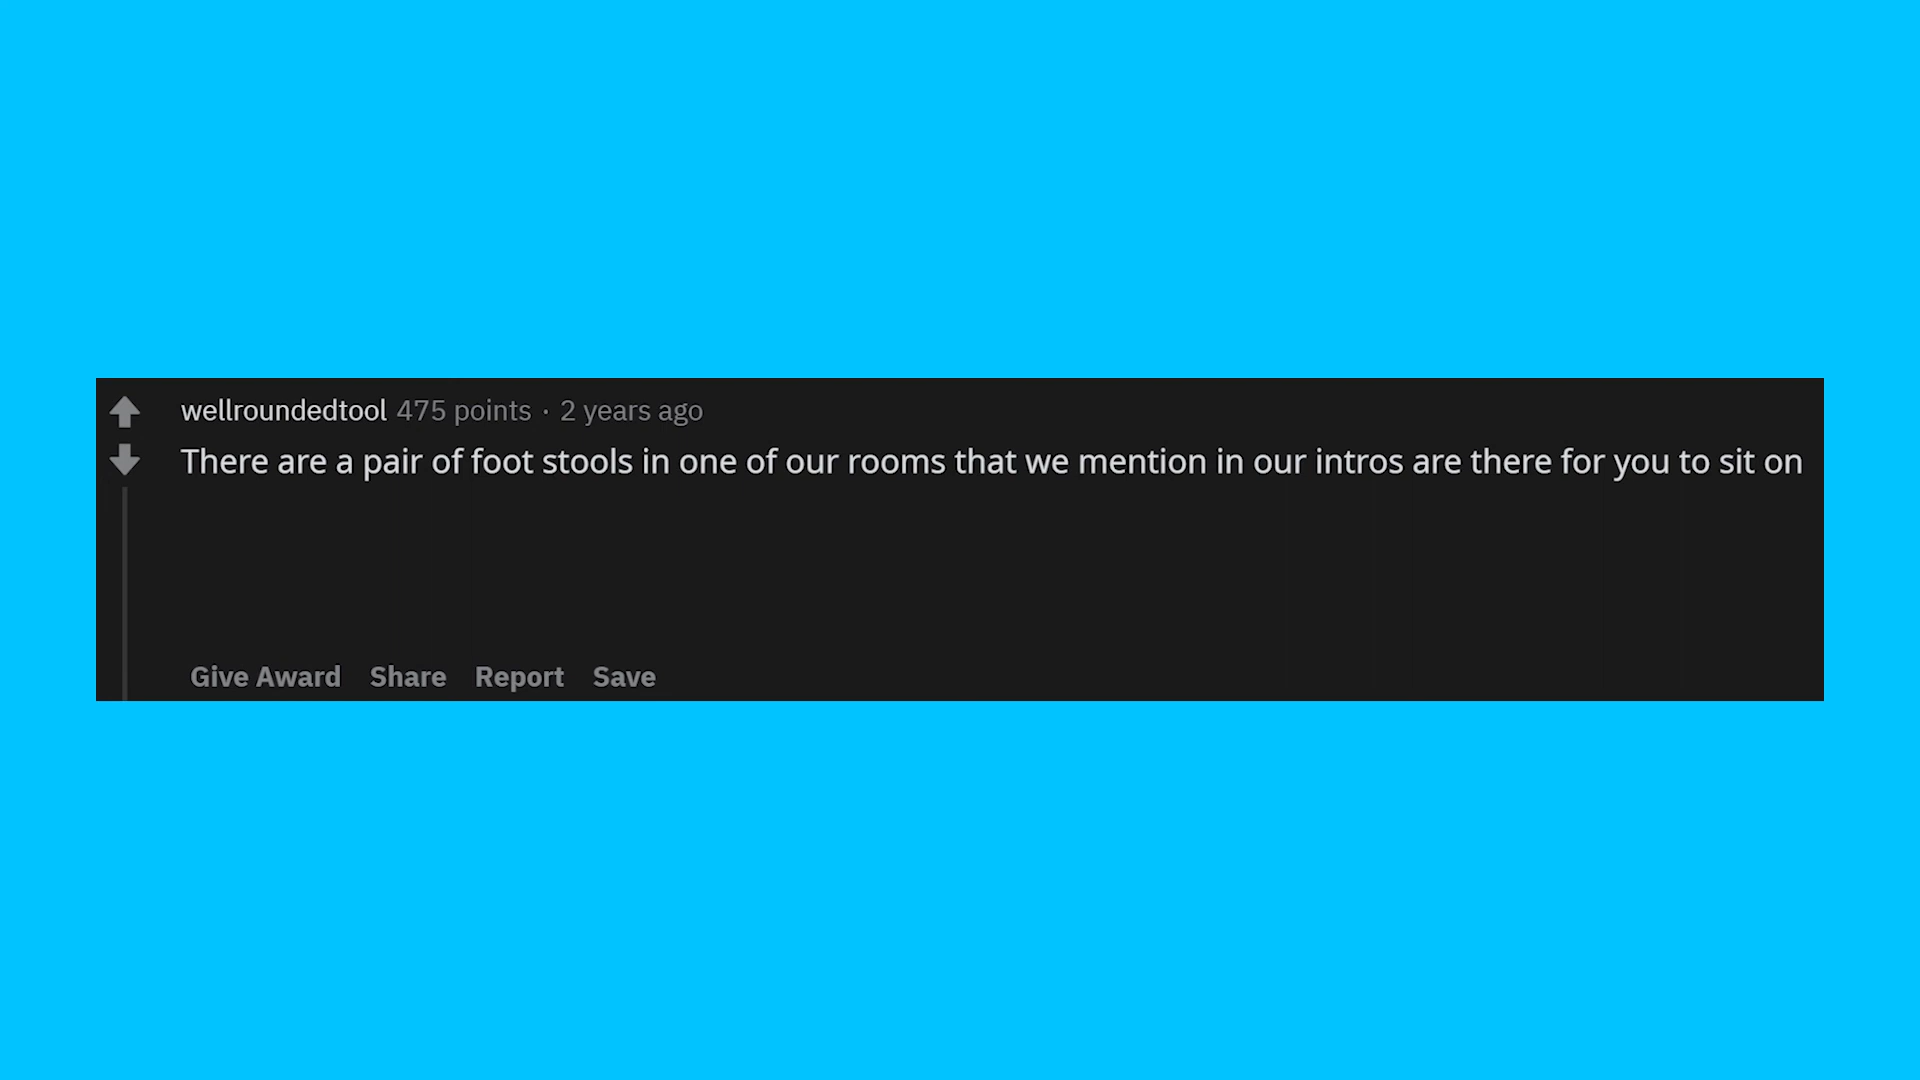 wellroundedtool 475 points · 2 years ago
There are a pair of foot stools in one of our rooms that we mention in our intros are there for you to sit on
Give Award Share Report Save